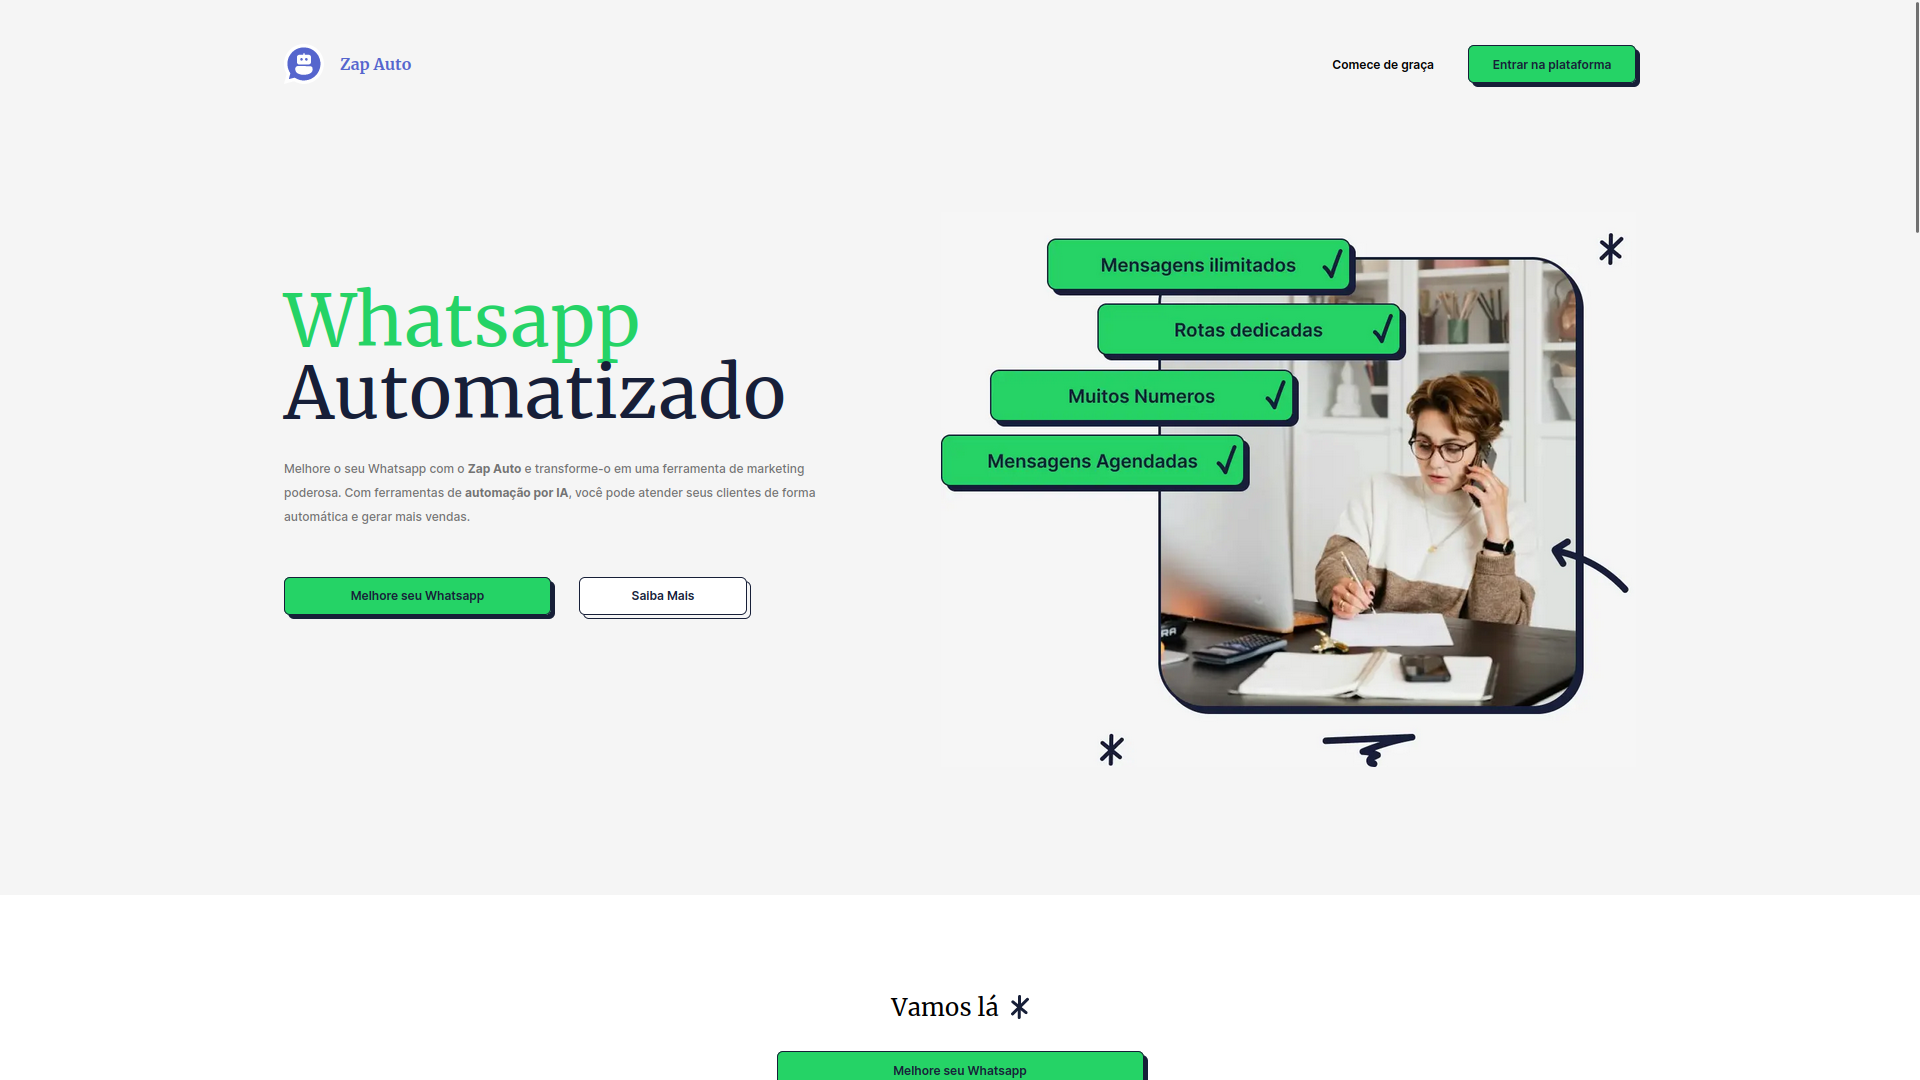 Zap Auto
Comece de graça
Entrar na plataforma
Whatsapp
Automatizado
Melhore o seu Whatsapp com o Zap Auto e transforme-o em uma ferramenta de marketing
poderosa. Com ferramentas de automação por IA, você pode atender seus clientes de forma
automática e gerar mais vendas.
Melhore seu Whatsapp
Saiba Mais
Mensagens ilimitados
Rotas dedicadas
Muitos Numeros
Mensagens Agendadas
RA
Vamos lá
Melhore seu Whatsapp